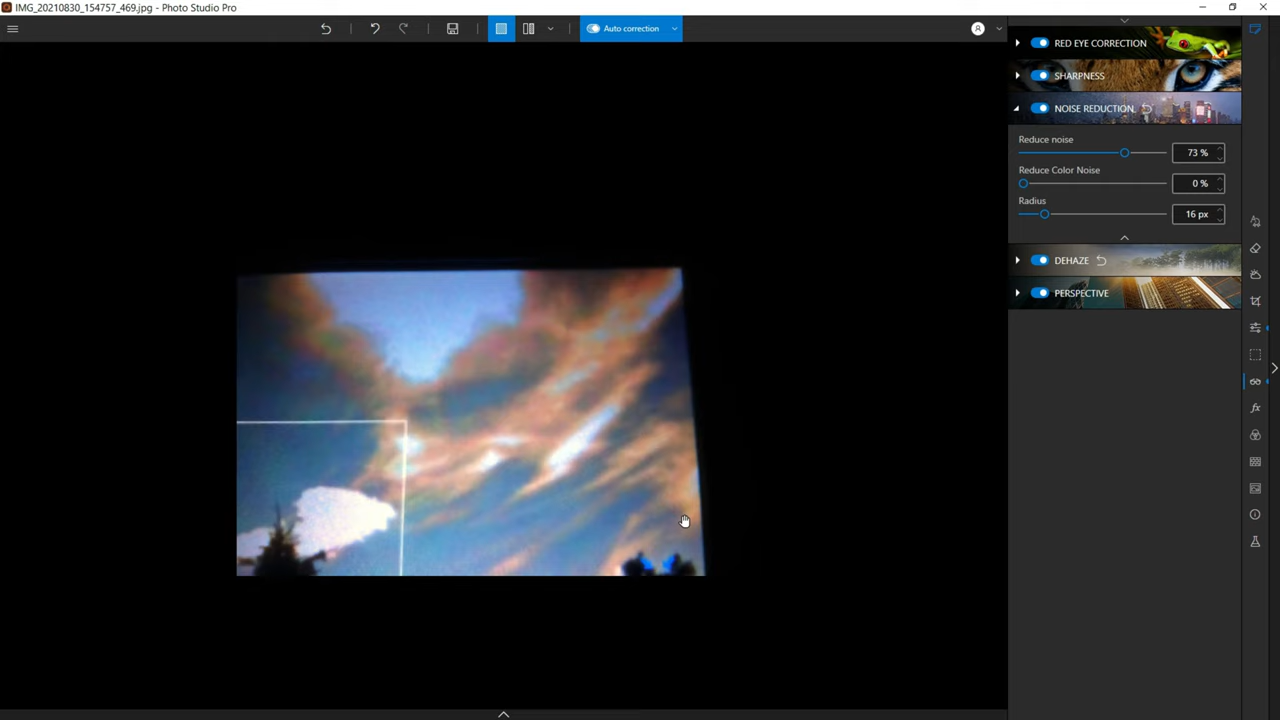 IMG_20210830_154757_469.jpg - Photo Studio Pro
Auto correction
RED EYE CORRECTION
SHARPNESS
NOISE REDUCTION
Reduce noise
73 %
Reduce Color Noise
0 %
Radius
16 px
DEHAZE
PERSPECTIVE